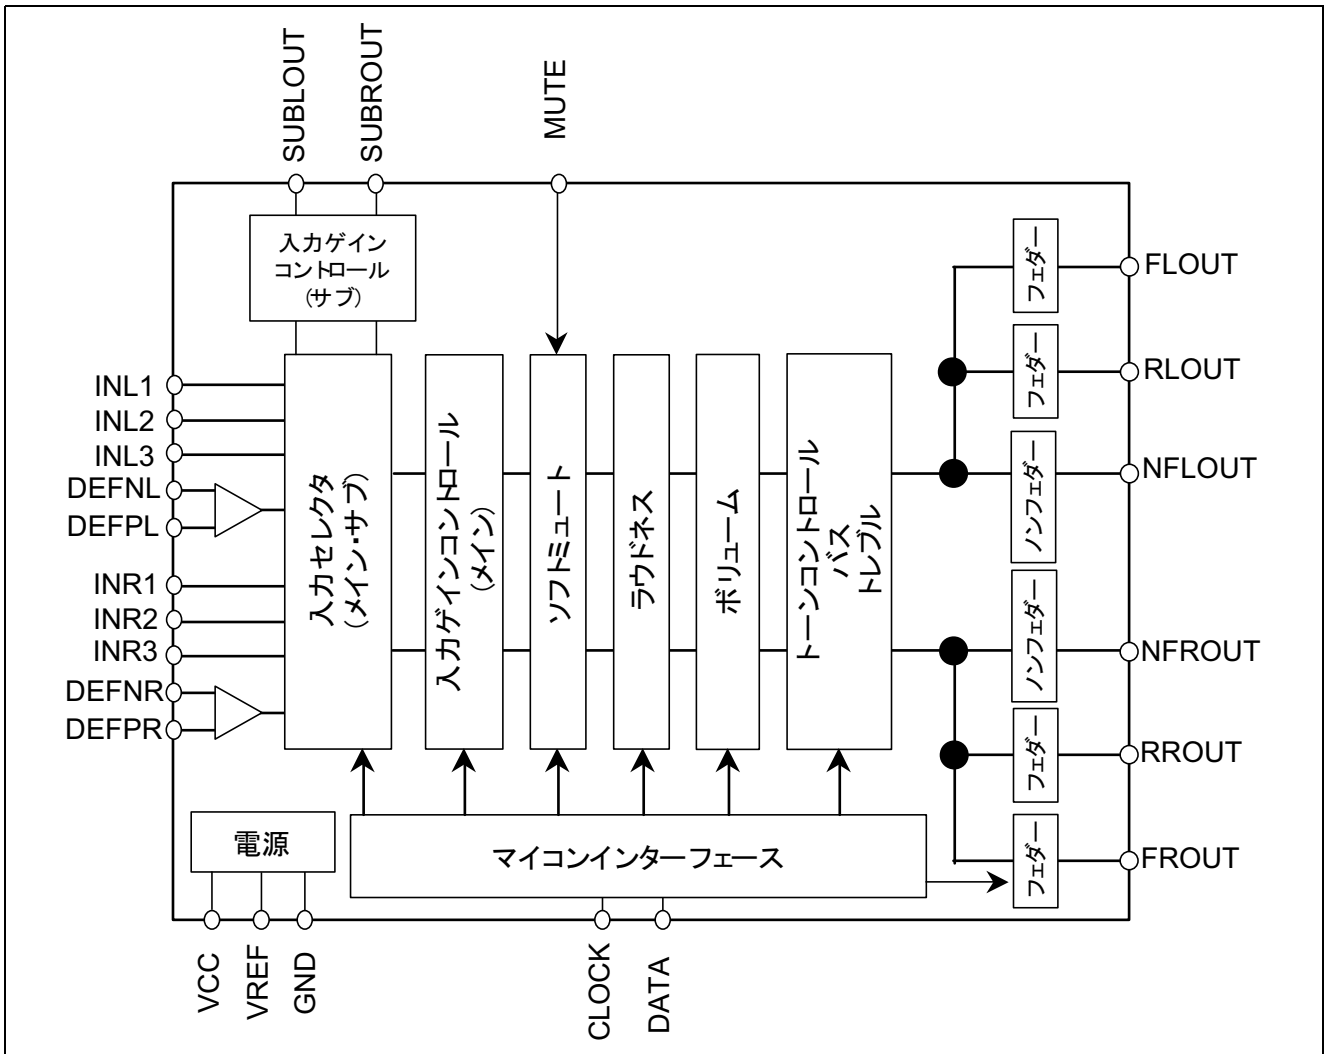 SUBLOUT
SUBROUT
MUTE
入力ゲイン
コントロール
(サブ)
フェダー
FLOUT
フェダー
RLOUT
INL1
INL2
INL3
DEFNL
DEFPL
INR1
INR2
INR3
DEFNR
DEFPR
入力セレクタ
(メイン・サブ)
入力ゲインコントロール
(メイン)
ソフトミュート
ラウドネス
ボリューム
トーンコントロール
バス
トレブル
ノンフェダー
NFLOUT
ノンフェダー
NFROUT
フェダー
RROUT
フェダー
FROUT
電源
マイコンインターフェース
VCC
VREF
GND
CLOCK
DATA